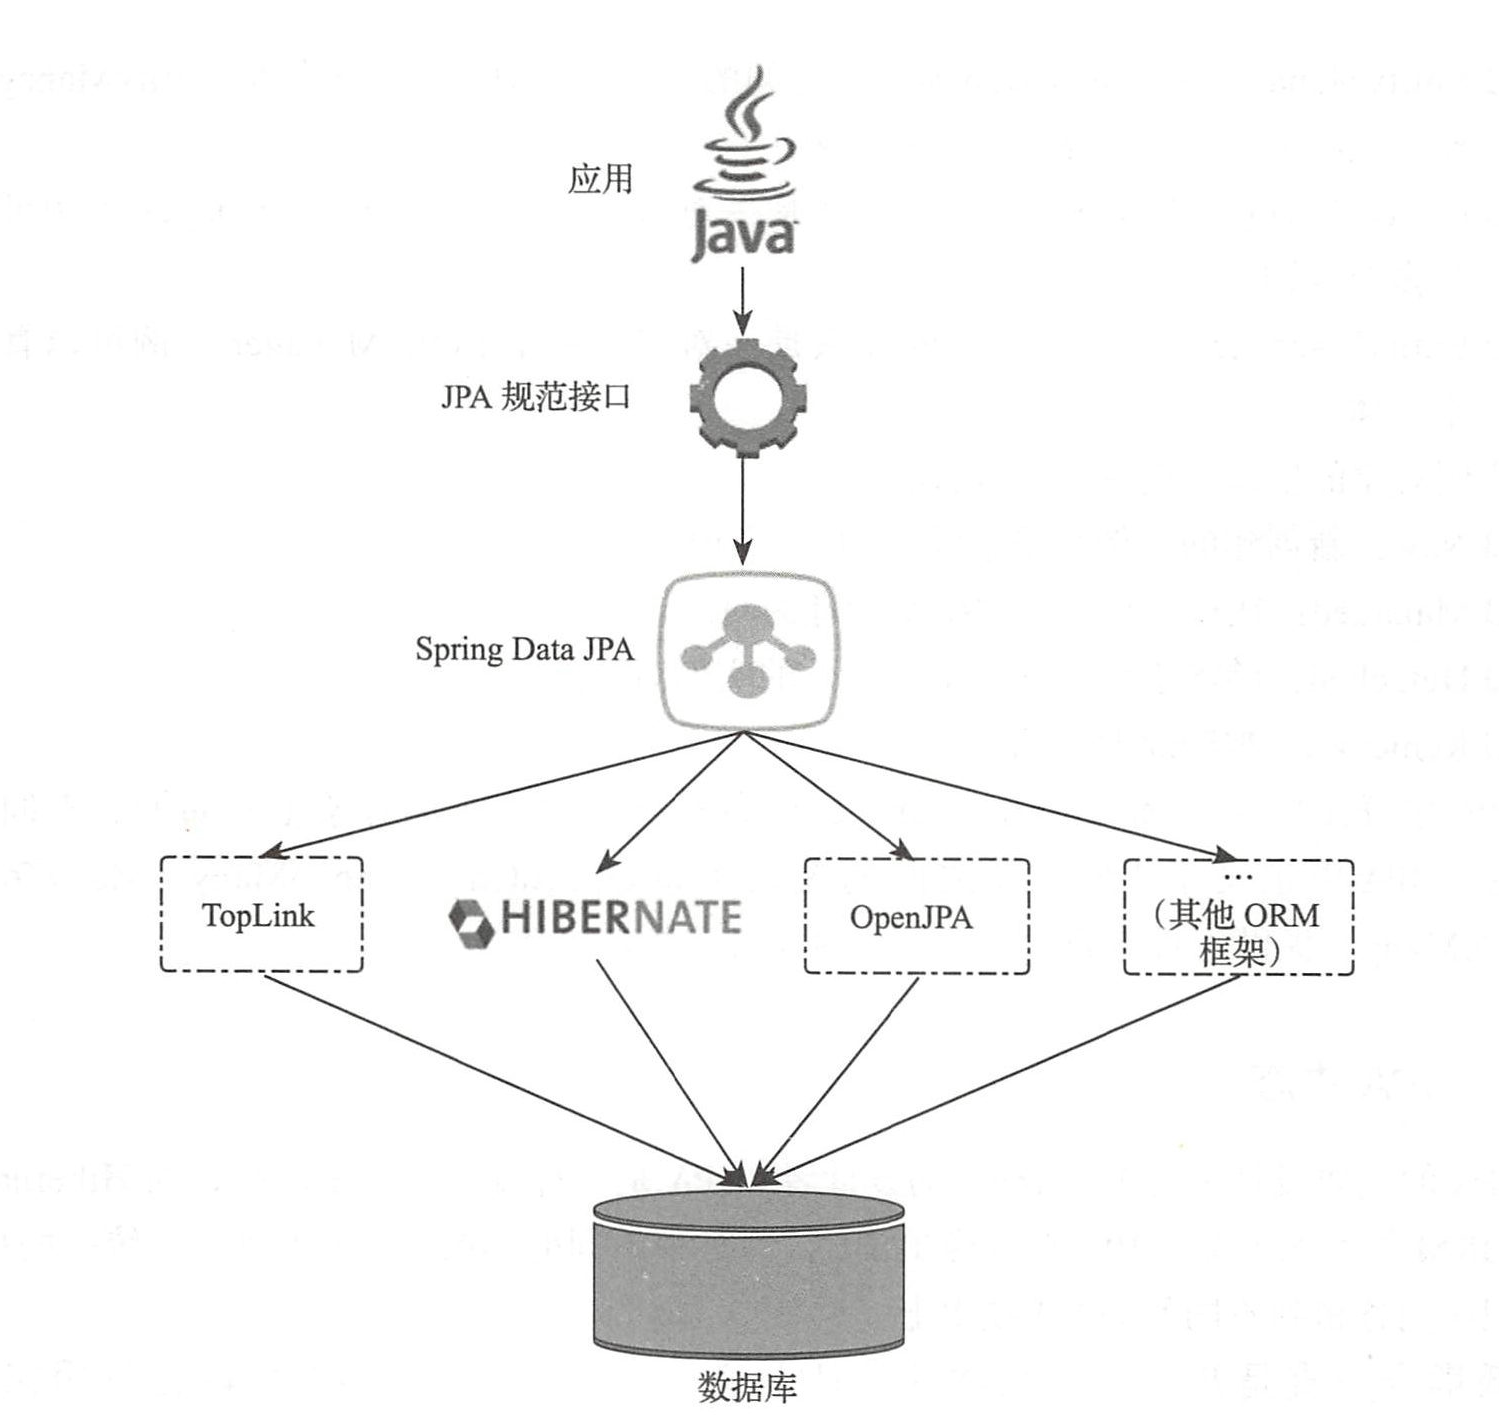 应用
Java
JPA 规范接口
Spring Data JPA
TopLink
HIBERNATE
OpenJPA
...
（其他 ORM
框架）
数据库